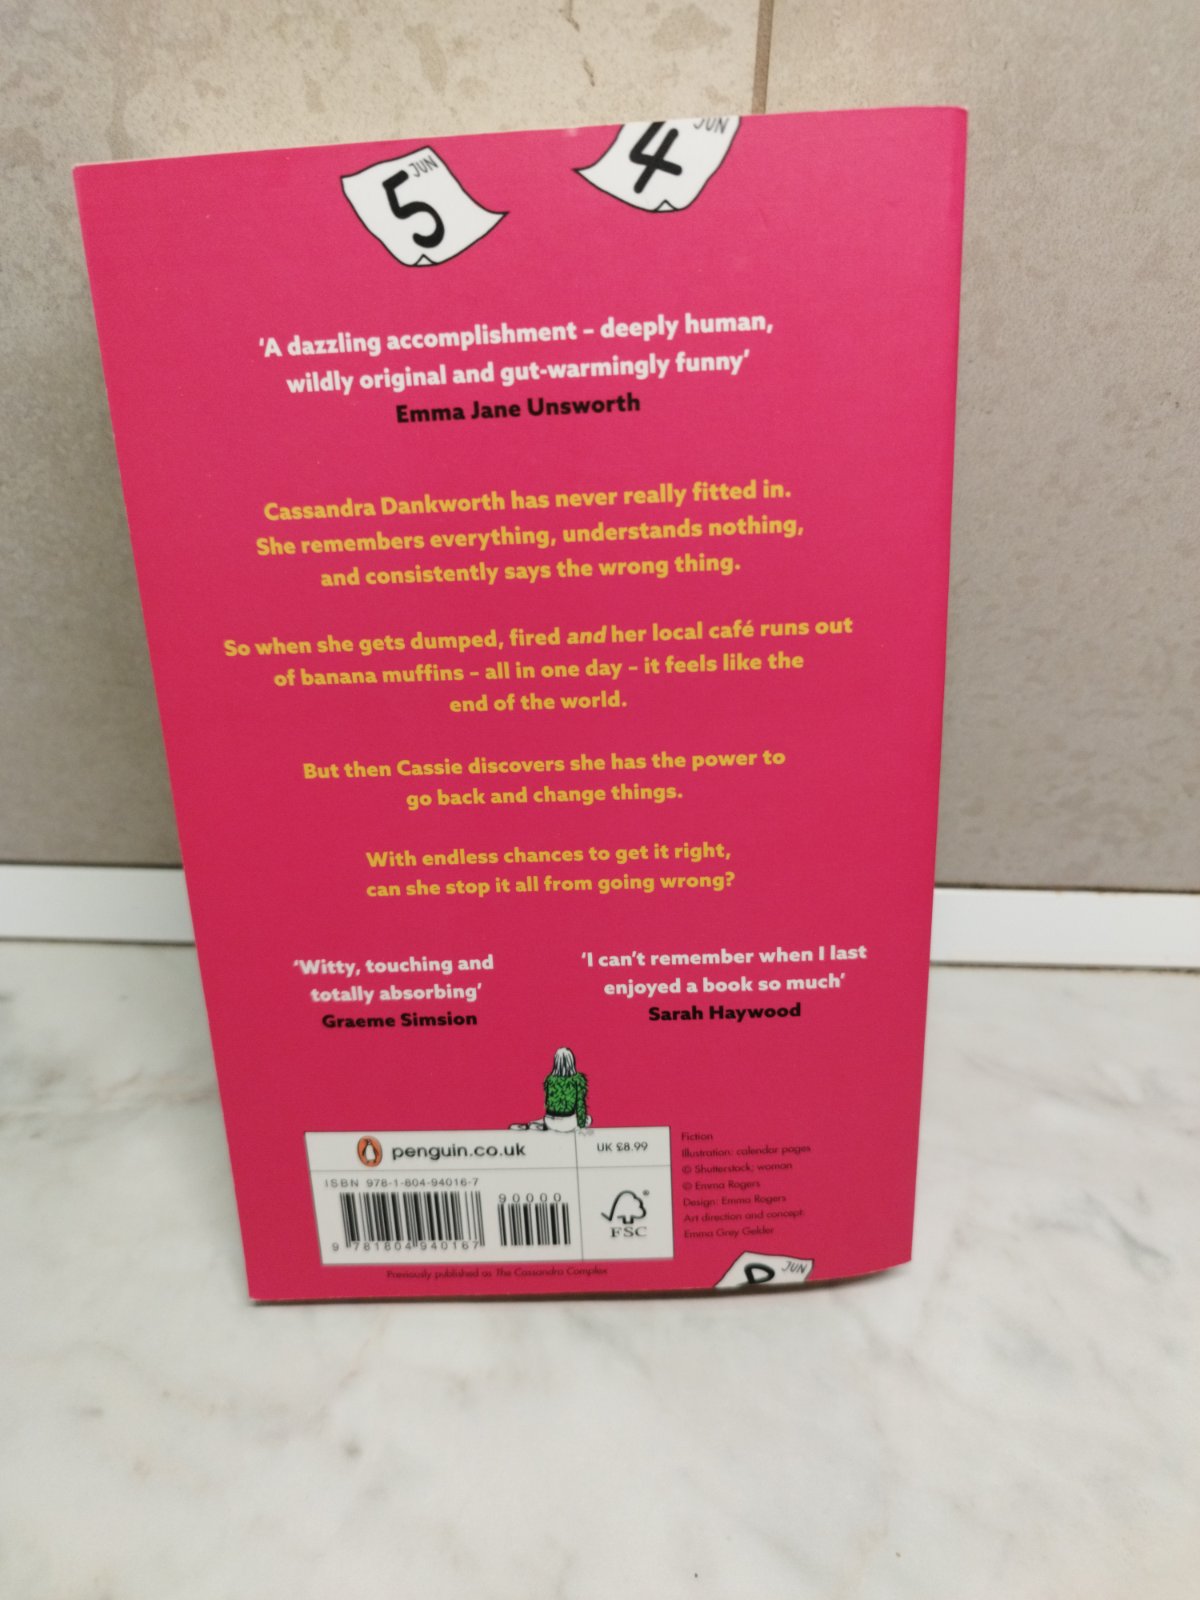 5 JUN
4 JUN
‘A dazzling accomplishment – deeply human,
wildly original and gut-warmingly funny’
Emma Jane Unsworth
Cassandra Dankworth has never really fitted in.
She remembers everything, understands nothing,
and consistently says the wrong thing.
So when she gets dumped, fired and her local café runs out
of banana muffins – all in one day – it feels like the
end of the world.
But then Cassie discovers she has the power to
go back and change things.
With endless chances to get it right,
can she stop it all from going wrong?
‘Witty, touching and
totally absorbing’
Graeme Simsion
‘I can’t remember when I last
enjoyed a book so much’
Sarah Haywood
penguin.co.uk
UK £8.99
ISBN 978-1-804-94016-7
90000
9 781804 940167
FSC®
Fiction
Illustration: calendar pages
© Shutterstock; woman
© Emma Rogers
Design: Emma Rogers
Art direction and concept:
Emma Grey Gelder
Previously published as The Cassandra Complex
JUN